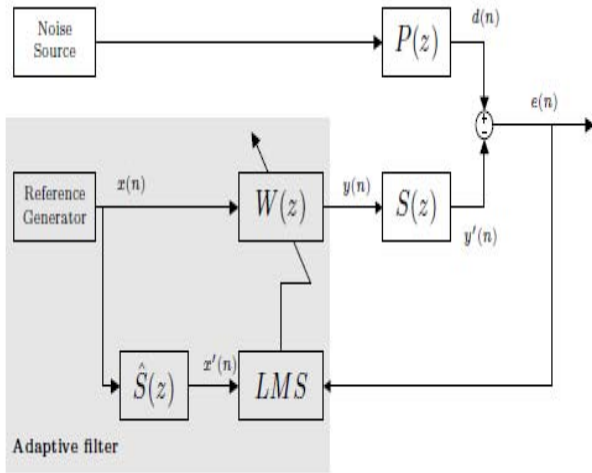 Noise
Source
P(z)
d(n)
+
−
e(n)
Reference
Generator
x(n)
W(z)
y(n)
S(z)
y′(n)
Ŝ(z)
x′(n)
LMS
Adaptive filter